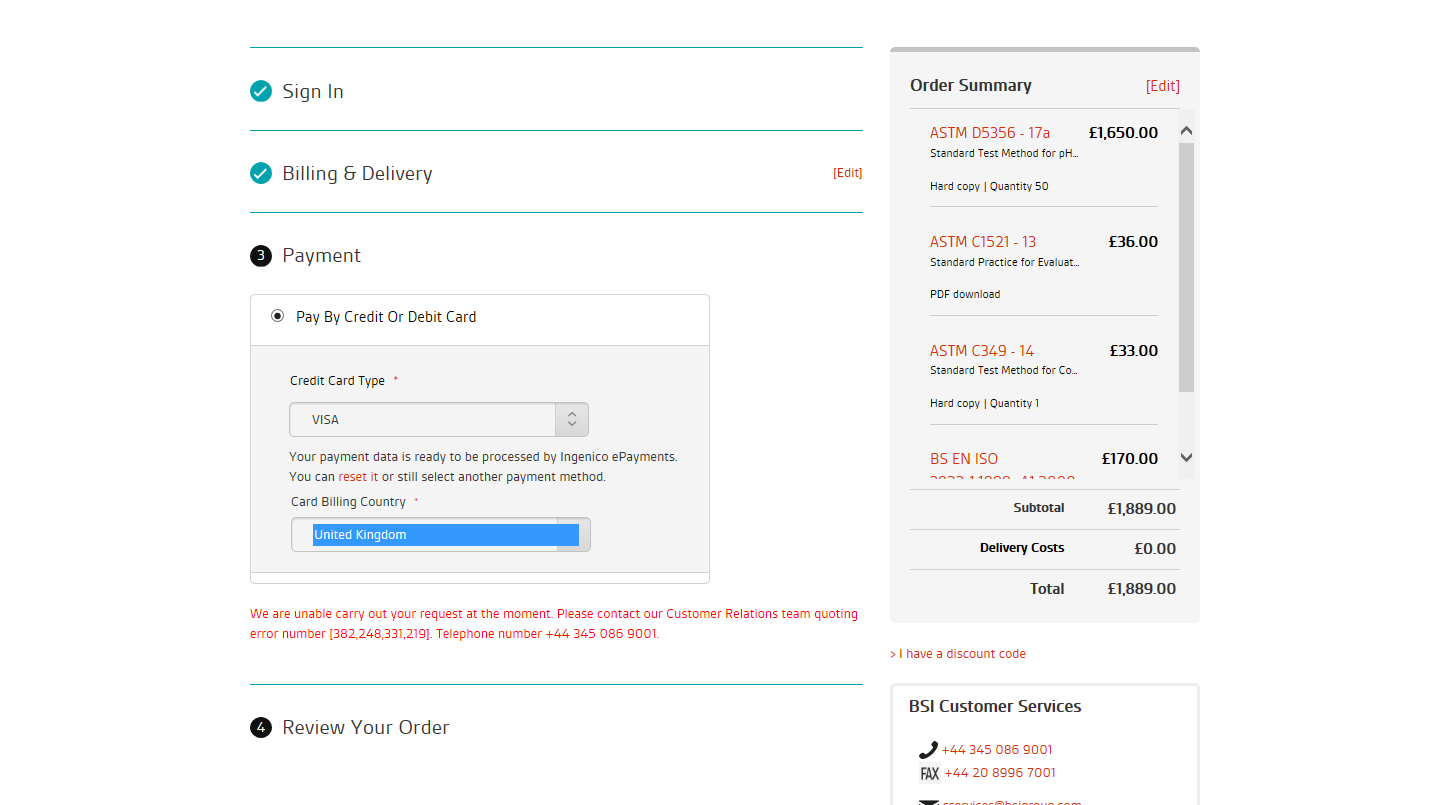 Sign In
Billing & Delivery
[Edit]
3 Payment
Pay By Credit Or Debit Card
Credit Card Type *
VISA
Your payment data is ready to be processed by Ingenico ePayments.
You can reset it or still select another payment method.
Card Billing Country *
United Kingdom
We are unable carry out your request at the moment. Please contact our Customer Relations team quoting
error number [382,248,331,219]. Telephone number +44 345 086 9001.
4 Review Your Order
Order Summary [Edit]
ASTM D5356 - 17a £1,650.00
Standard Test Method for pH...
Hard copy | Quantity 50
ASTM C1521 - 13 £36.00
Standard Practice for Evaluat...
PDF download
ASTM C349 - 14 £33.00
Standard Test Method for Co...
Hard copy | Quantity 1
BS EN ISO £170.00
Subtotal £1,889.00
Delivery Costs £0.00
Total £1,889.00
> I have a discount code
BSI Customer Services
+44 345 086 9001
FAX +44 20 8996 7001